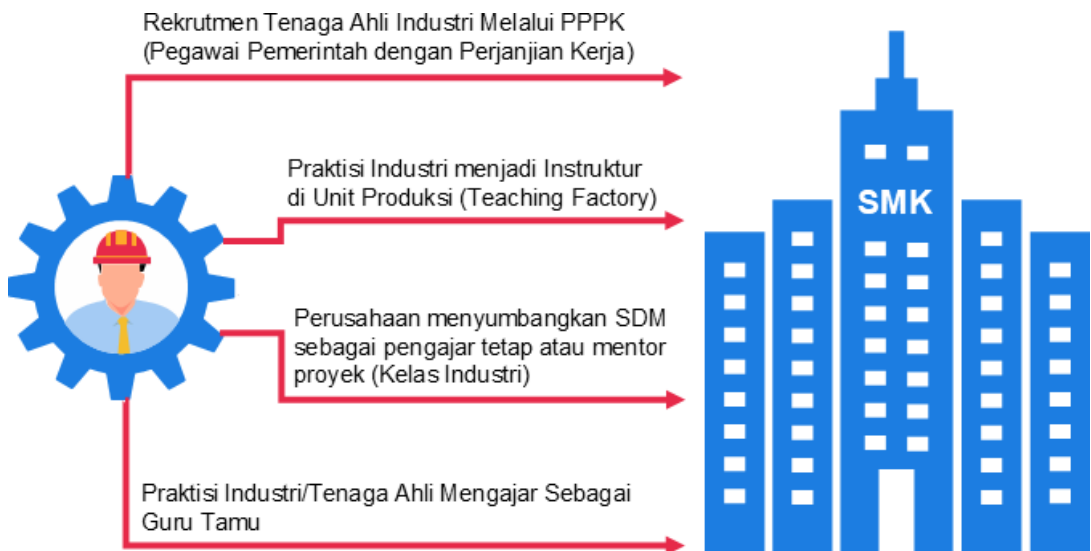 Rekrutmen Tenaga Ahli Industri Melalui PPPK
(Pegawai Pemerintah dengan Perjanjian Kerja)
Praktisi Industri menjadi Instruktur
di Unit Produksi (Teaching Factory)
SMK
Perusahaan menyumbangkan SDM
sebagai pengajar tetap atau mentor
proyek (Kelas Industri)
Praktisi Industri/Tenaga Ahli Mengajar Sebagai
Guru Tamu